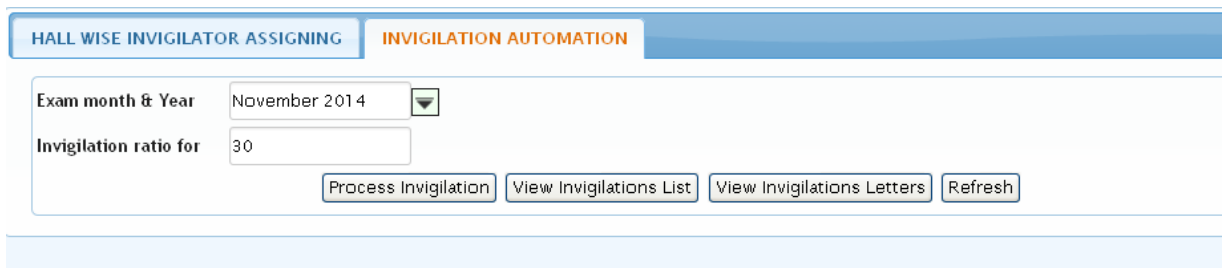 HALL WISE INVIGILATOR ASSIGNING INVIGILATION AUTOMATION
Exam month & Year November 2014
Invigilation ratio for 30
Process Invigilation View Invigilations List View Invigilations Letters Refresh